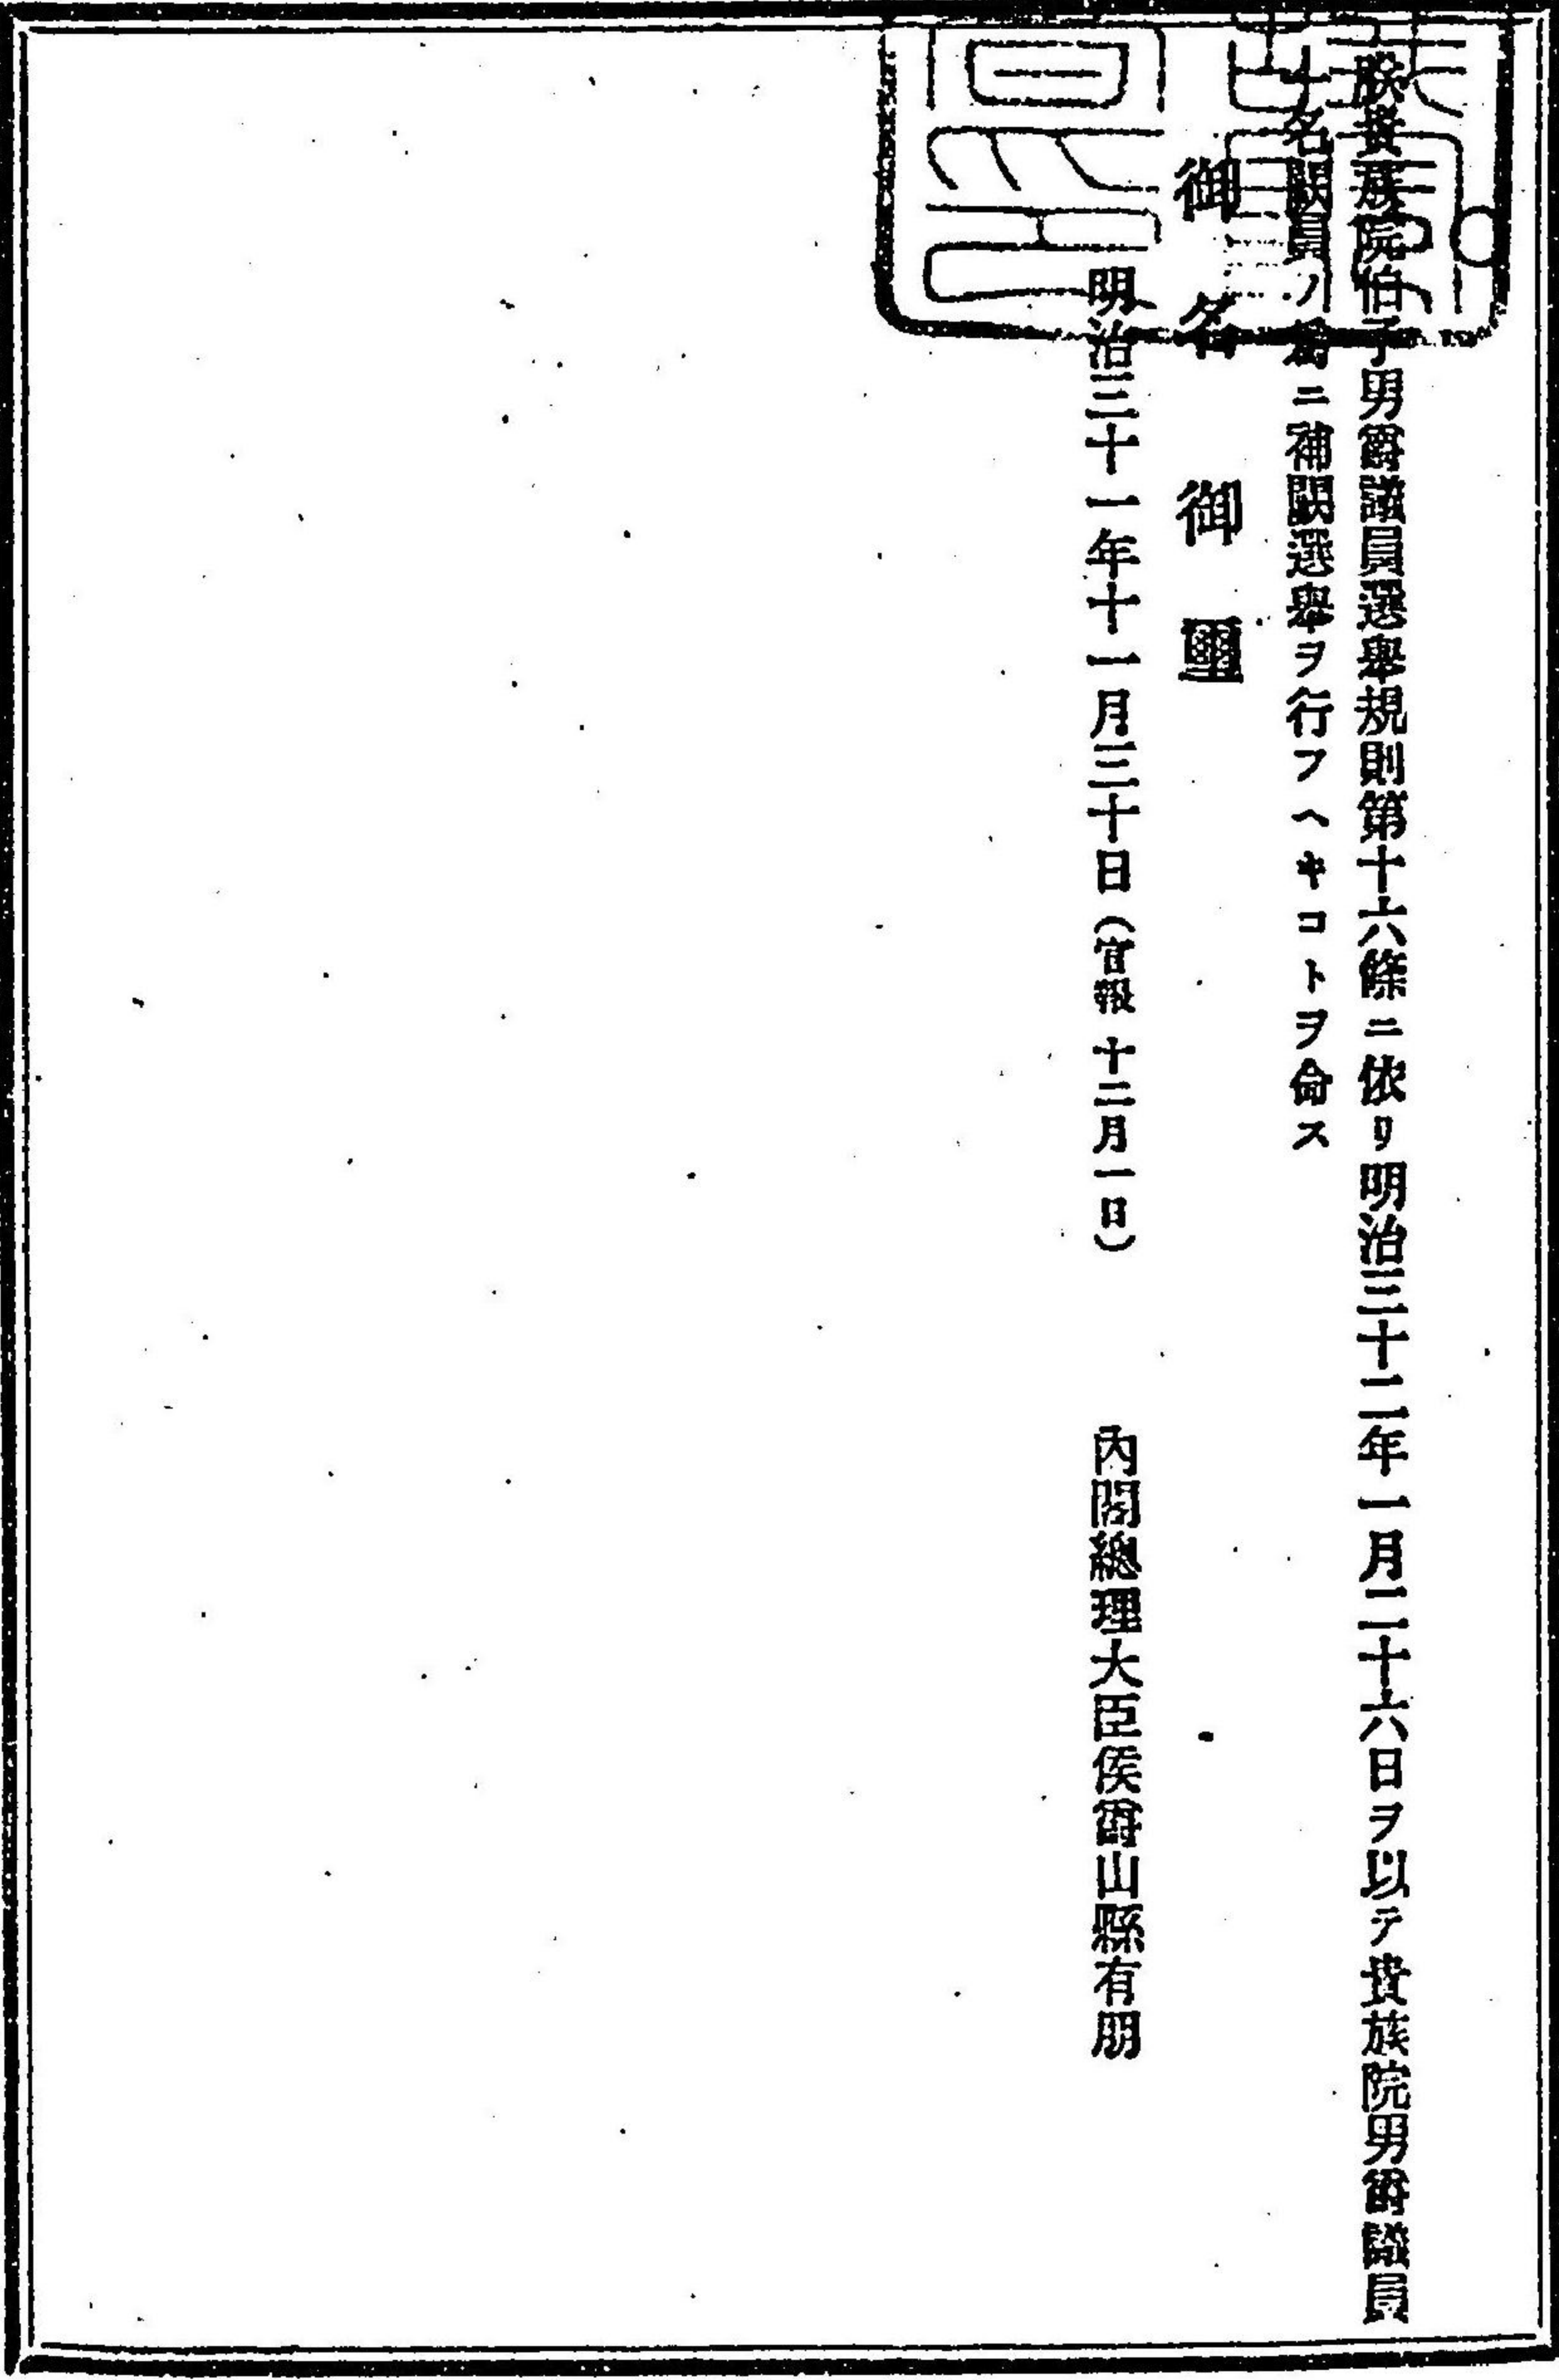 ○
朕貴族院伯子男爵議員選擧規則第十六條ニ依リ明治三十二年一月二十六日ヲ以テ貴族院男爵議員
一名闕員ノ爲ニ補闕選擧ヲ行フヘキコトヲ命ス
御名御璽
明治三十一年十一月三十日（官報 十二月一日） 內閣總理大臣侯爵山縣有朋